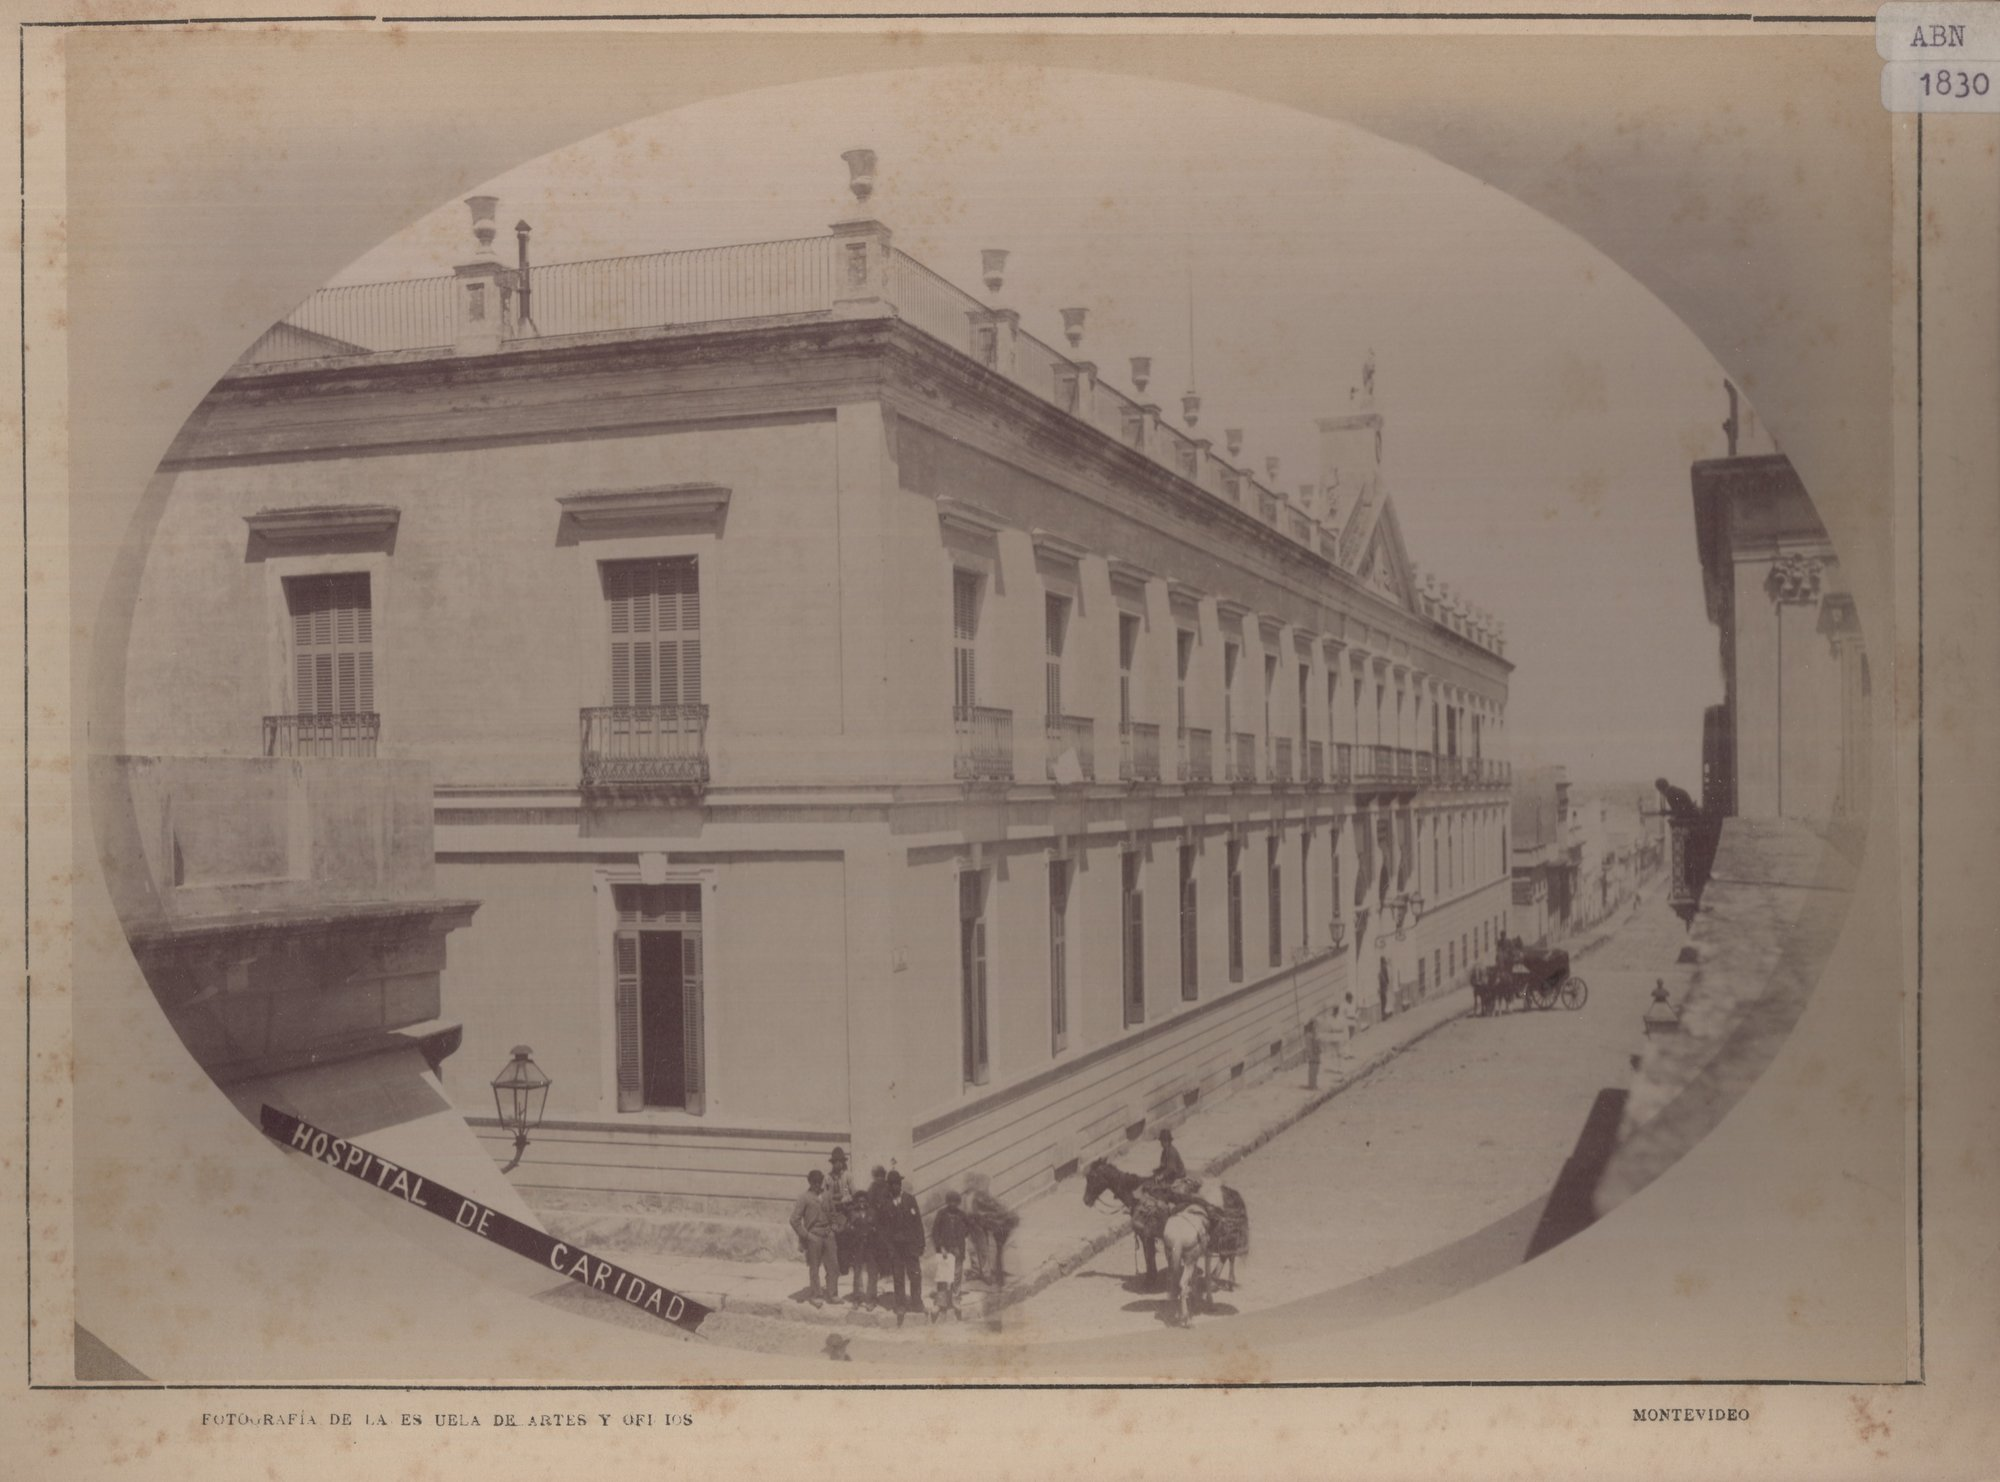 ABN
1830
HOSPITAL DE CARIDAD
FOTOGRAFÍA DE LA ES UELA DE ARTES Y OFI IOS
MONTEVIDEO